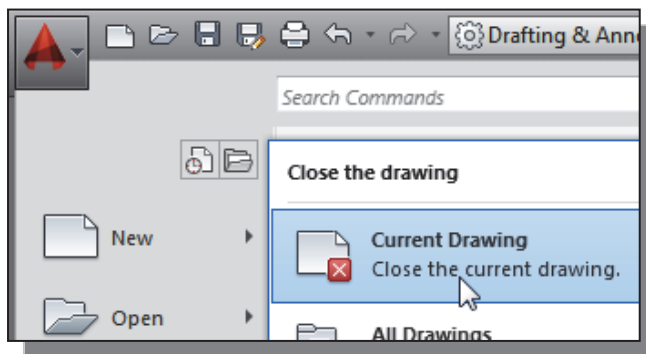 Drafting & Ann
Search Commands
Close the drawing
New
Current Drawing
Close the current drawing.
Open
All Drawings